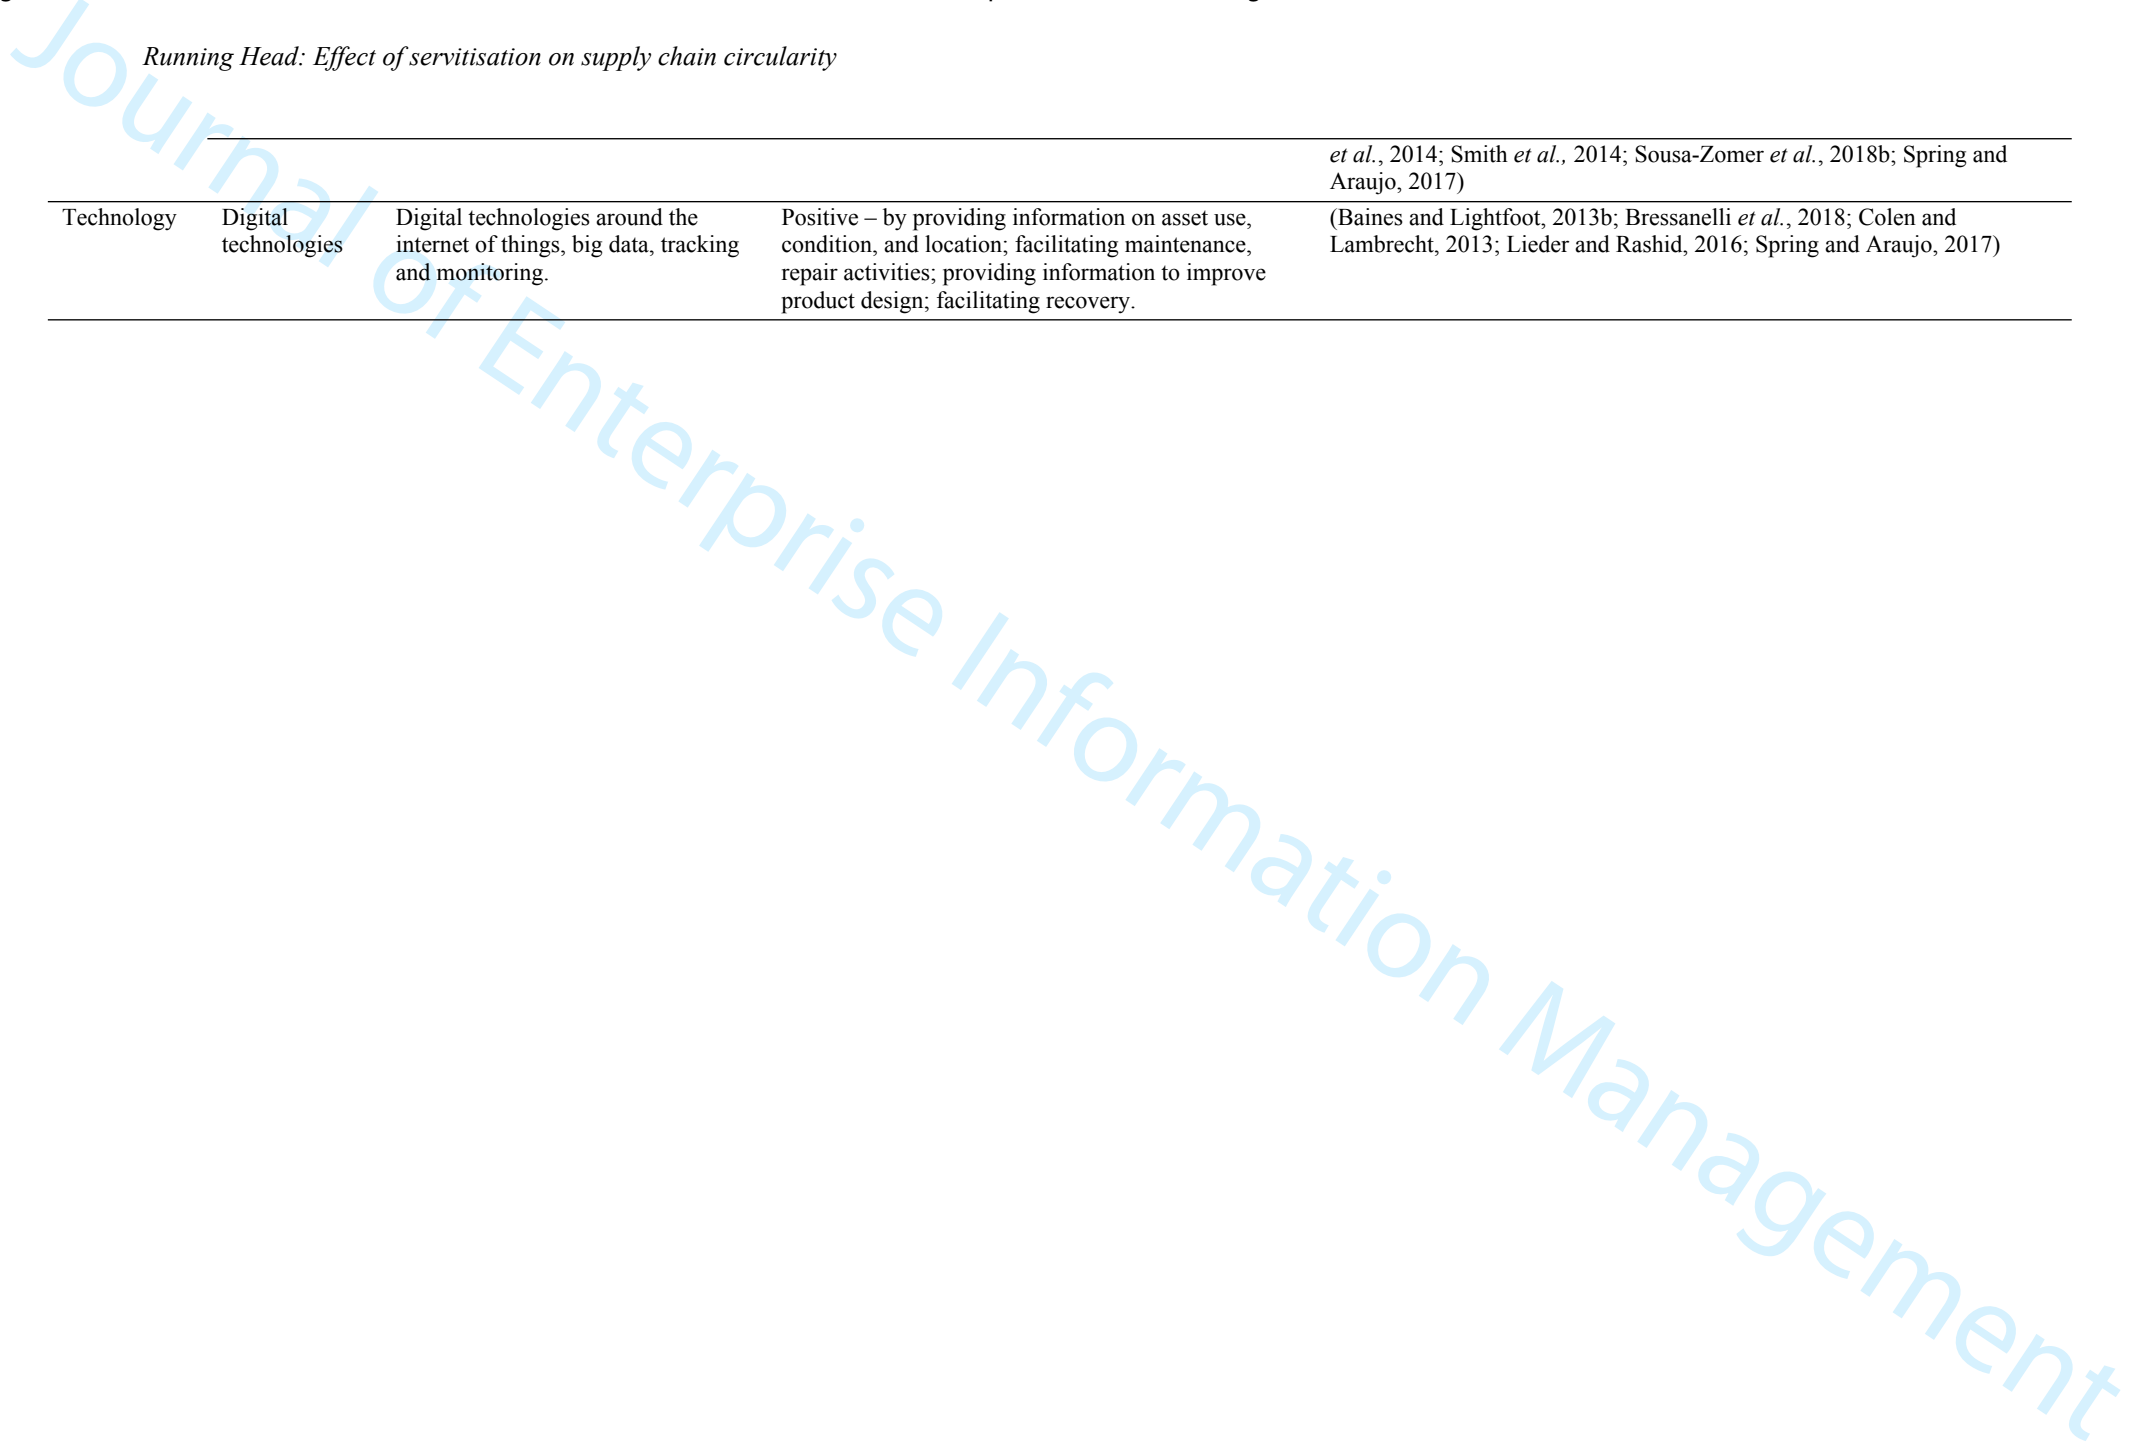 Running Head: Effect of servitisation on supply chain circularity
et al., 2014; Smith et al., 2014; Sousa-Zomer et al., 2018b; Spring and
Araujo, 2017)
Technology
Digital
technologies
Digital technologies around the
internet of things, big data, tracking
and monitoring.
Positive – by providing information on asset use,
condition, and location; facilitating maintenance,
repair activities; providing information to improve
product design; facilitating recovery.
(Baines and Lightfoot, 2013b; Bressanelli et al., 2018; Colen and
Lambrecht, 2013; Lieder and Rashid, 2016; Spring and Araujo, 2017)
Journal of Enterprise Information Management